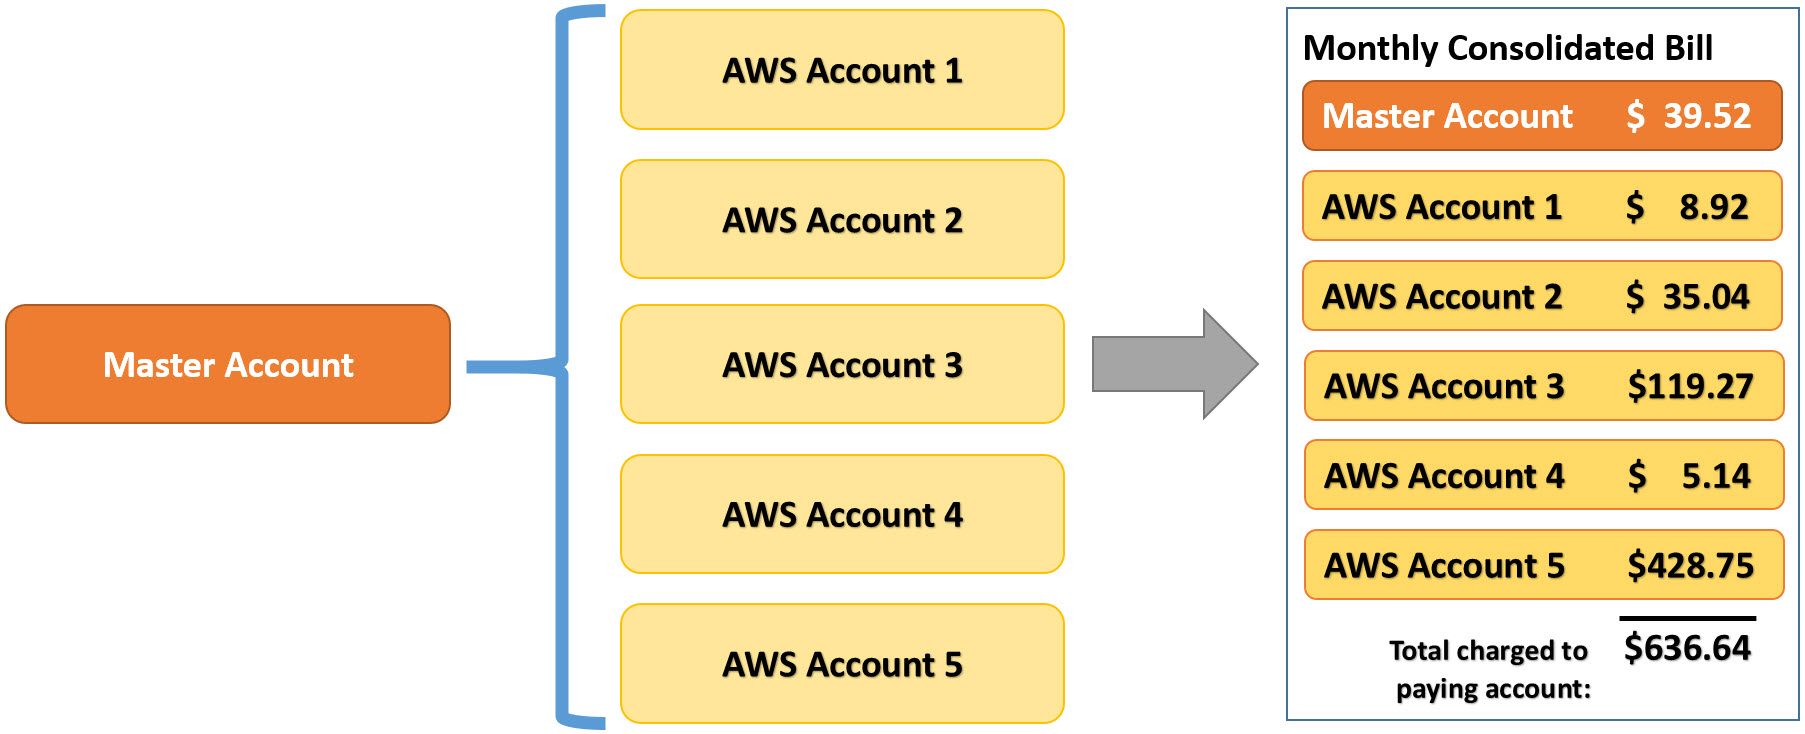 Master Account
AWS Account 1
AWS Account 2
AWS Account 3
AWS Account 4
AWS Account 5
Monthly Consolidated Bill
Master Account $ 39.52
AWS Account 1 $ 8.92
AWS Account 2 $ 35.04
AWS Account 3 $119.27
AWS Account 4 $ 5.14
AWS Account 5 $428.75
Total charged to $636.64
paying account: